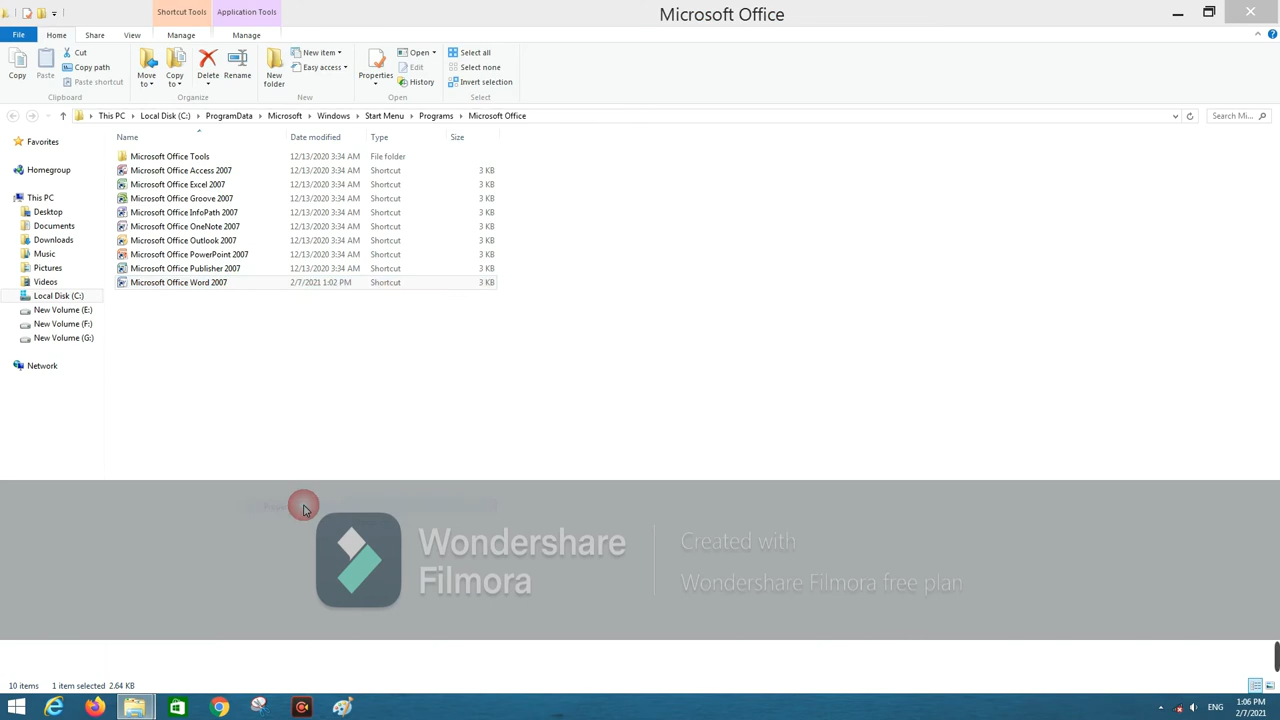 Shortcut Tools Application Tools Microsoft Office
File Home Share View Manage Manage
Copy Paste Cut Copy path Paste shortcut Move to Copy to Delete Rename New folder New item Easy access Properties Open Edit History Select all Select none Invert selection
Clipboard Organize New Open Select
This PC Local Disk (C:) ProgramData Microsoft Windows Start Menu Programs Microsoft Office Search Mi...
Name Date modified Type Size
Favorites
Homegroup
This PC
Desktop
Documents
Downloads
Music
Pictures
Videos
Local Disk (C:)
New Volume (E:)
New Volume (F:)
New Volume (G:)
Network
Microsoft Office Tools 12/13/2020 3:34 AM File folder
Microsoft Office Access 2007 12/13/2020 3:34 AM Shortcut 3 KB
Microsoft Office Excel 2007 12/13/2020 3:34 AM Shortcut 3 KB
Microsoft Office Groove 2007 12/13/2020 3:34 AM Shortcut 3 KB
Microsoft Office InfoPath 2007 12/13/2020 3:34 AM Shortcut 3 KB
Microsoft Office OneNote 2007 12/13/2020 3:34 AM Shortcut 3 KB
Microsoft Office Outlook 2007 12/13/2020 3:34 AM Shortcut 3 KB
Microsoft Office PowerPoint 2007 12/13/2020 3:34 AM Shortcut 3 KB
Microsoft Office Publisher 2007 12/13/2020 3:34 AM Shortcut 3 KB
Microsoft Office Word 2007 2/7/2021 1:02 PM Shortcut 3 KB
Wondershare
Filmora
Created with
Wondershare Filmora free plan
10 items 1 item selected 2.64 KB
ENG 1:06 PM
2/7/2021